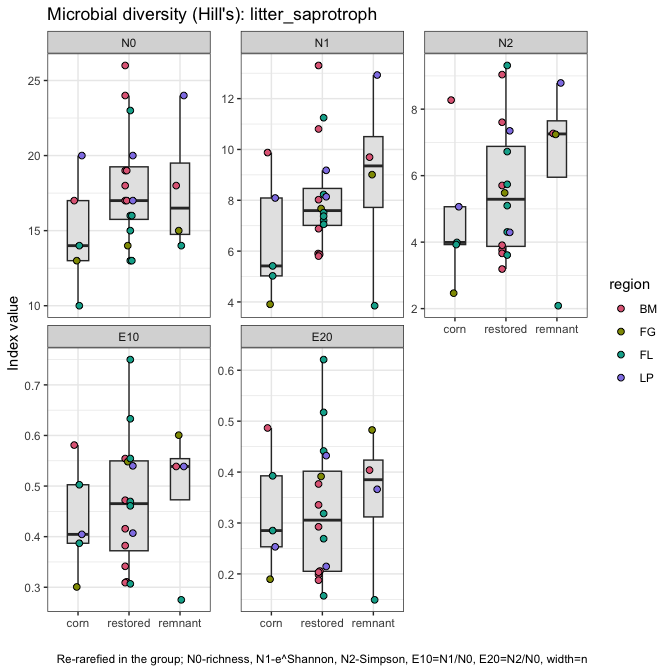 Microbial diversity (Hill's): litter_saprotroph
N0
N1
N2
25
20
15
10
12
10
8
6
4
8
6
4
2
corn
restored
remnant
Index value
E10
E20
0.7
0.6
0.5
0.4
0.3
0.6
0.5
0.4
0.3
0.2
corn
restored
remnant
corn
restored
remnant
region
BM
FG
FL
LP
Re-rarefied in the group; N0-richness, N1-e^Shannon, N2-Simpson, E10=N1/N0, E20=N2/N0, width=n